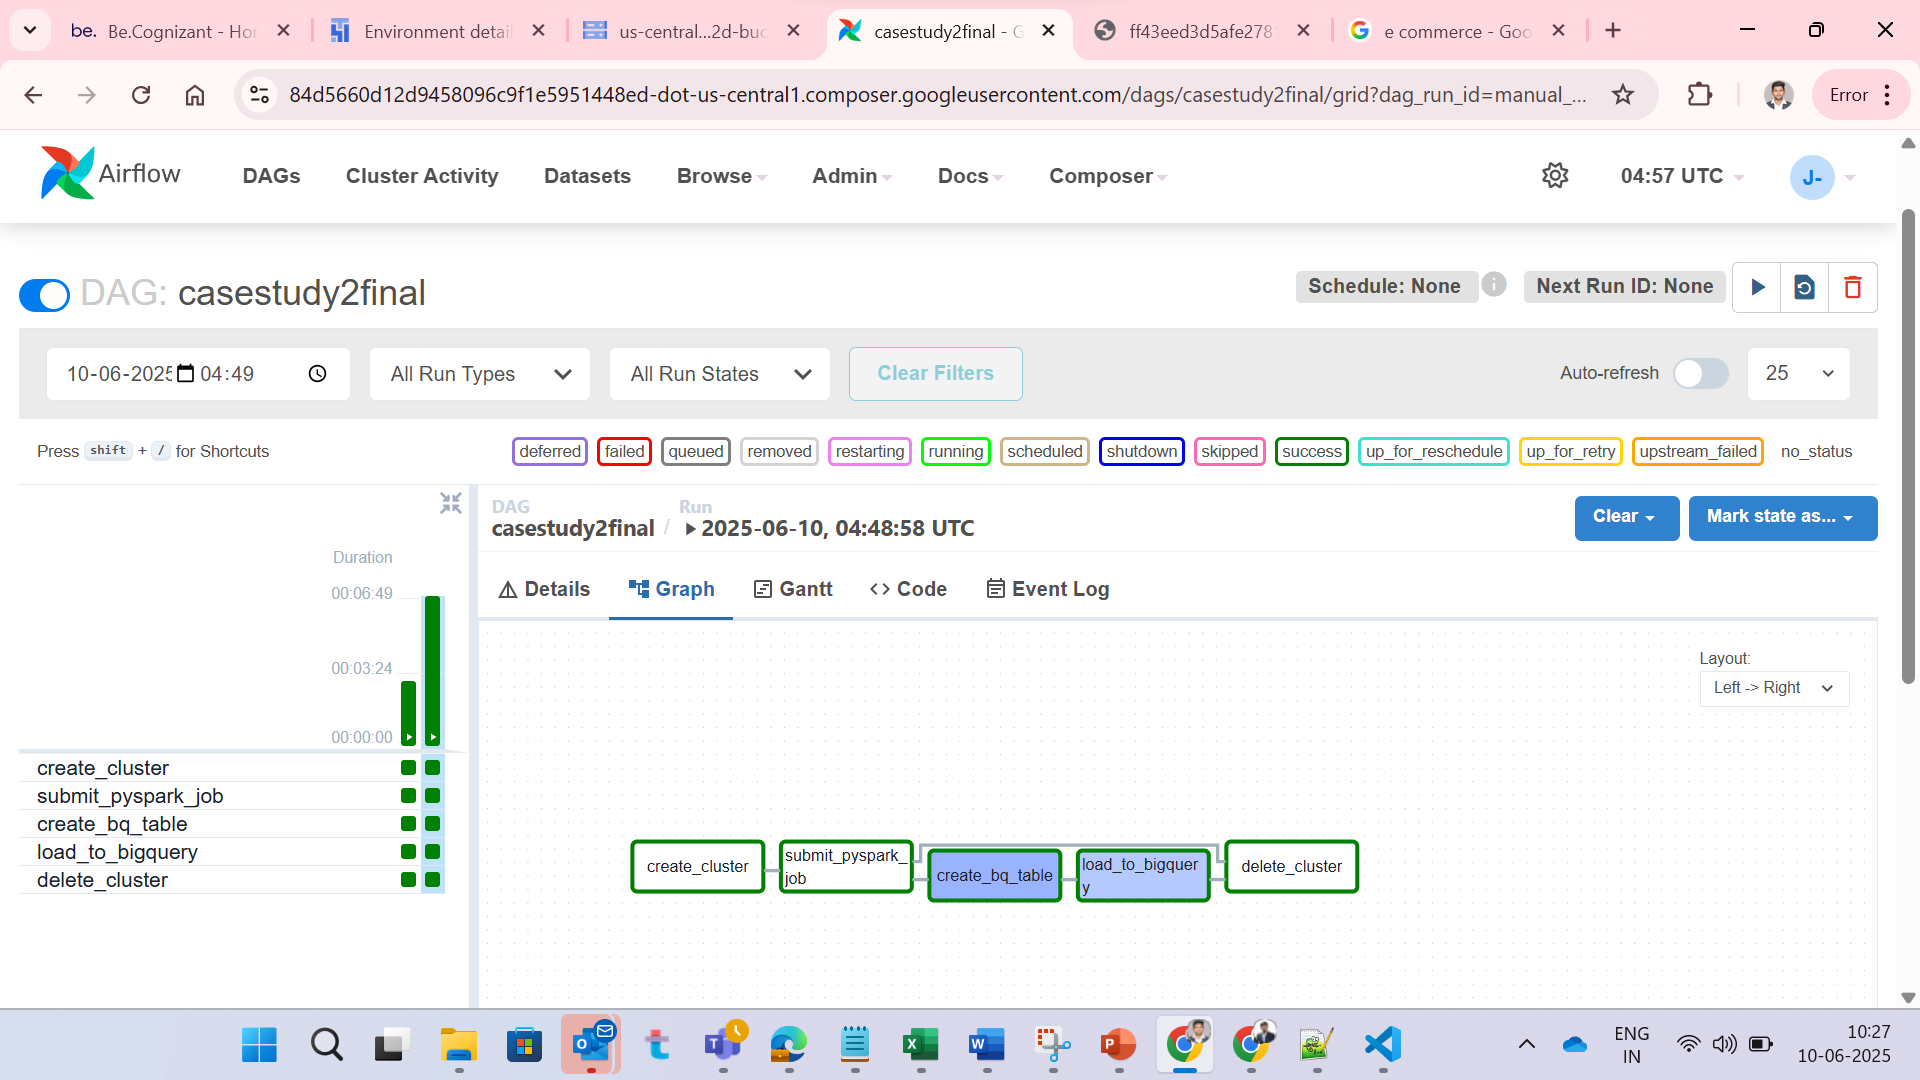 be. Be.Cognizant - Hor
Environment detail
us-central...2d-buc
casestudy2final - G
ff43eed3d5afe2781
e commerce - Goo
84d5660d12d9458096c9f1e5951448ed-dot-us-central1.composer.googleusercontent.com/dags/casestudy2final/grid?dag_run_id=manual_...
Error
Airflow
DAGs
Cluster Activity
Datasets
Browse
Admin
Docs
Composer
04:57 UTC
J-
DAG: casestudy2final
Schedule: None
Next Run ID: None
10-06-2025 04:49
All Run Types
All Run States
Clear Filters
Auto-refresh
25
Press shift + / for Shortcuts
deferred
failed
queued
removed
restarting
running
scheduled
shutdown
skipped
success
up_for_reschedule
up_for_retry
upstream_failed
no_status
DAG
casestudy2final
/
Run
2025-06-10, 04:48:58 UTC
Clear
Mark state as...
Duration
00:06:49
00:03:24
00:00:00
create_cluster
submit_pyspark_job
create_bq_table
load_to_bigquery
delete_cluster
Details
Graph
Gantt
Code
Event Log
Layout:
Left -> Right
create_cluster
submit_pyspark_
job
create_bq_table
load_to_bigquer
y
delete_cluster
ENG
IN
10:27
10-06-2025